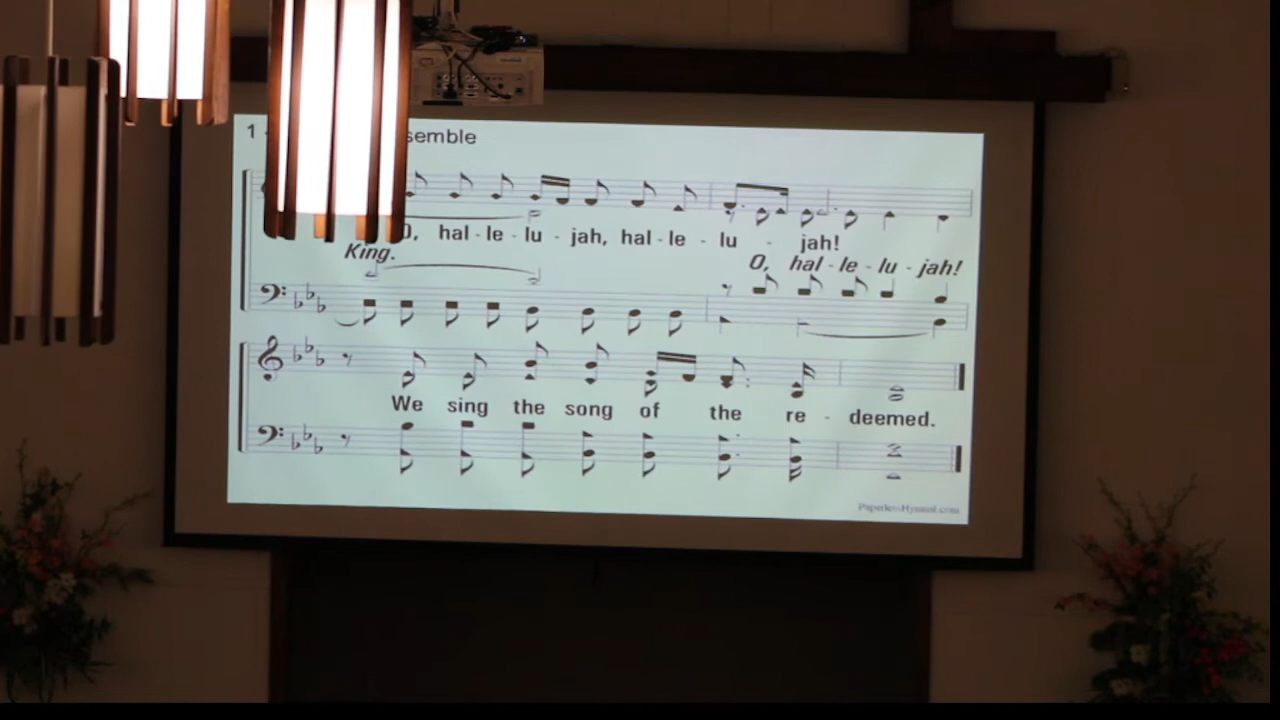 1 semble
O, hal - le - lu - jah, hal - le - lu - jah!
King. O, hal - le - lu - jah!
We sing the song of the re - deemed.
PaperlessHymnal.com